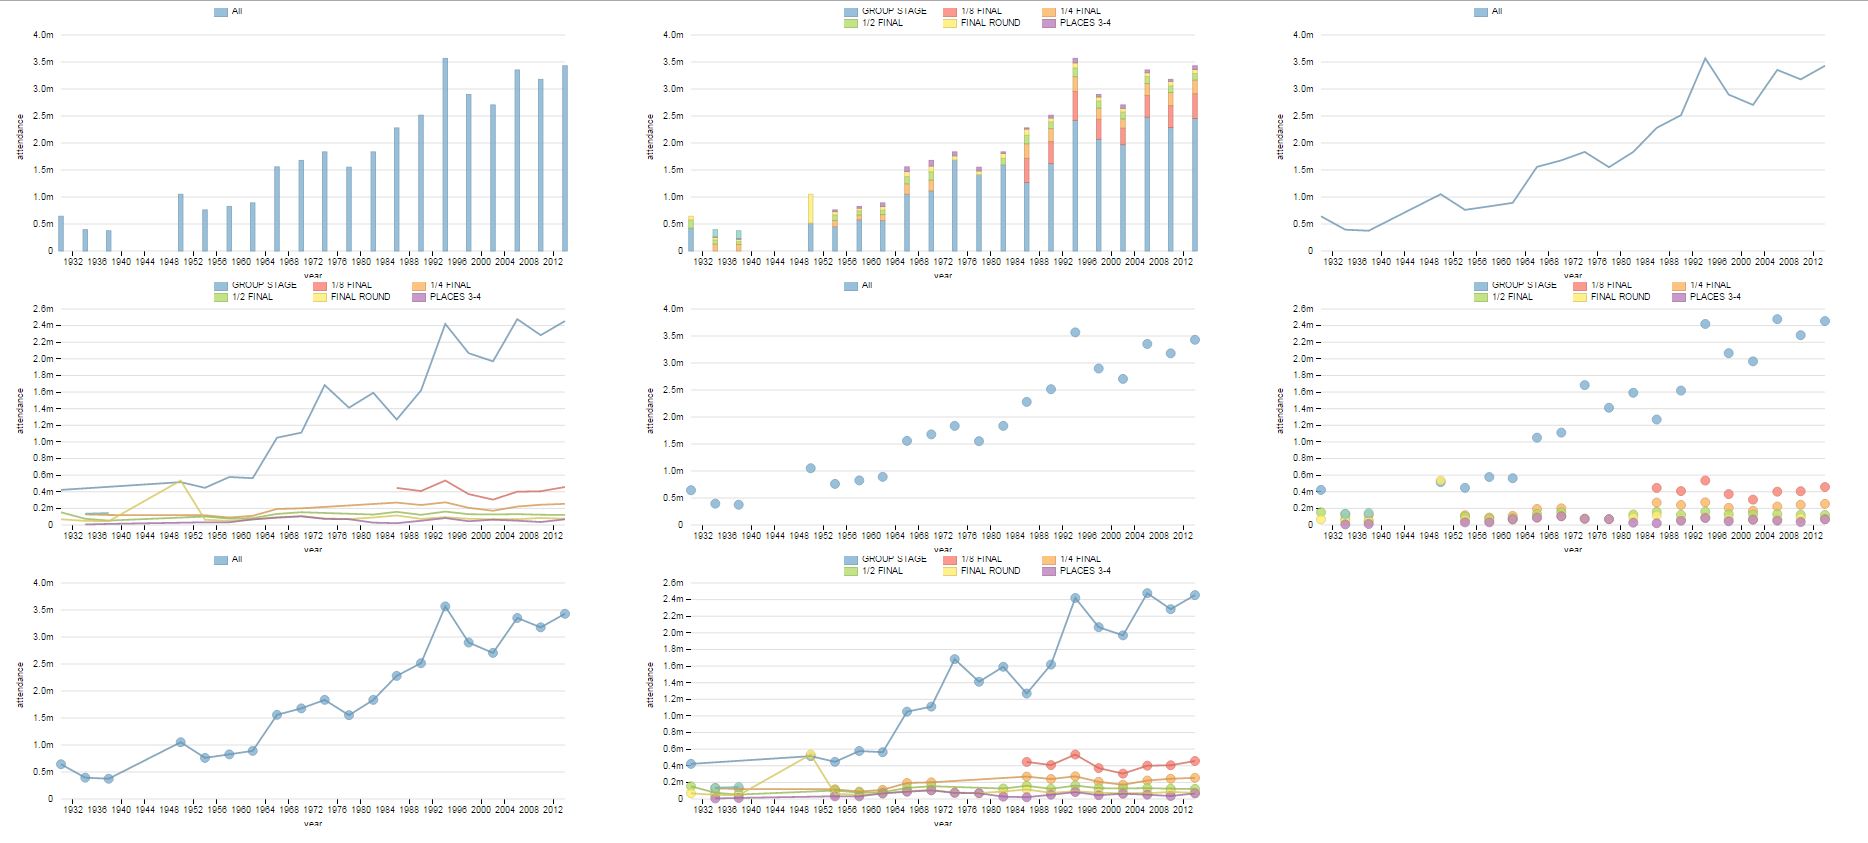 All
4.0m
3.5m
3.0m
2.5m
2.0m
1.5m
1.0m
0.5m
0
attendance
1932 1936 1940 1944 1948 1952 1956 1960 1964 1968 1972 1976 1980 1984 1988 1992 1996 2000 2004 2008 2012
year
GROUP STAGE 1/8 FINAL 1/4 FINAL
1/2 FINAL FINAL ROUND PLACES 3-4
4.0m
3.5m
3.0m
2.5m
2.0m
1.5m
1.0m
0.5m
0
attendance
1932 1936 1940 1944 1948 1952 1956 1960 1964 1968 1972 1976 1980 1984 1988 1992 1996 2000 2004 2008 2012
year
All
4.0m
3.5m
3.0m
2.5m
2.0m
1.5m
1.0m
0.5m
0
attendance
1932 1936 1940 1944 1948 1952 1956 1960 1964 1968 1972 1976 1980 1984 1988 1992 1996 2000 2004 2008 2012
year
GROUP STAGE 1/8 FINAL 1/4 FINAL
1/2 FINAL FINAL ROUND PLACES 3-4
2.6m
2.4m
2.2m
2.0m
1.8m
1.6m
1.4m
1.2m
1.0m
0.8m
0.6m
0.4m
0.2m
0
attendance
1932 1936 1940 1944 1948 1952 1956 1960 1964 1968 1972 1976 1980 1984 1988 1992 1996 2000 2004 2008 2012
year
All
4.0m
3.5m
3.0m
2.5m
2.0m
1.5m
1.0m
0.5m
0
attendance
1932 1936 1940 1944 1948 1952 1956 1960 1964 1968 1972 1976 1980 1984 1988 1992 1996 2000 2004 2008 2012
year
GROUP STAGE 1/8 FINAL 1/4 FINAL
1/2 FINAL FINAL ROUND PLACES 3-4
2.6m
2.4m
2.2m
2.0m
1.8m
1.6m
1.4m
1.2m
1.0m
0.8m
0.6m
0.4m
0.2m
0
attendance
1932 1936 1940 1944 1948 1952 1956 1960 1964 1968 1972 1976 1980 1984 1988 1992 1996 2000 2004 2008 2012
year
All
4.0m
3.5m
3.0m
2.5m
2.0m
1.5m
1.0m
0.5m
0
attendance
1932 1936 1940 1944 1948 1952 1956 1960 1964 1968 1972 1976 1980 1984 1988 1992 1996 2000 2004 2008 2012
year
GROUP STAGE 1/8 FINAL 1/4 FINAL
1/2 FINAL FINAL ROUND PLACES 3-4
2.6m
2.4m
2.2m
2.0m
1.8m
1.6m
1.4m
1.2m
1.0m
0.8m
0.6m
0.4m
0.2m
0
attendance
1932 1936 1940 1944 1948 1952 1956 1960 1964 1968 1972 1976 1980 1984 1988 1992 1996 2000 2004 2008 2012
year